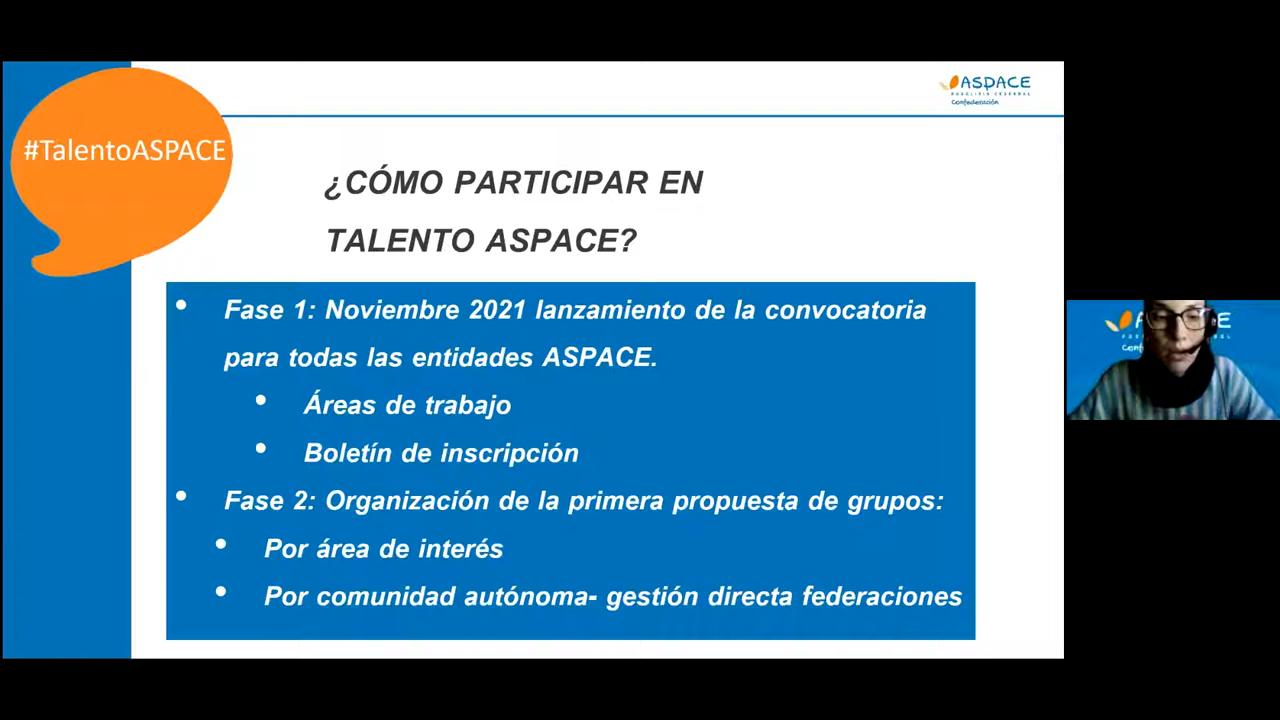 #TalentoASPACE
ASPACE
PARÁLISIS CEREBRAL
Confederación
¿CÓMO PARTICIPAR EN
TALENTO ASPACE?
• Fase 1: Noviembre 2021 lanzamiento de la convocatoria
para todas las entidades ASPACE.
• Áreas de trabajo
• Boletín de inscripción
• Fase 2: Organización de la primera propuesta de grupos:
• Por área de interés
• Por comunidad autónoma- gestión directa federaciones